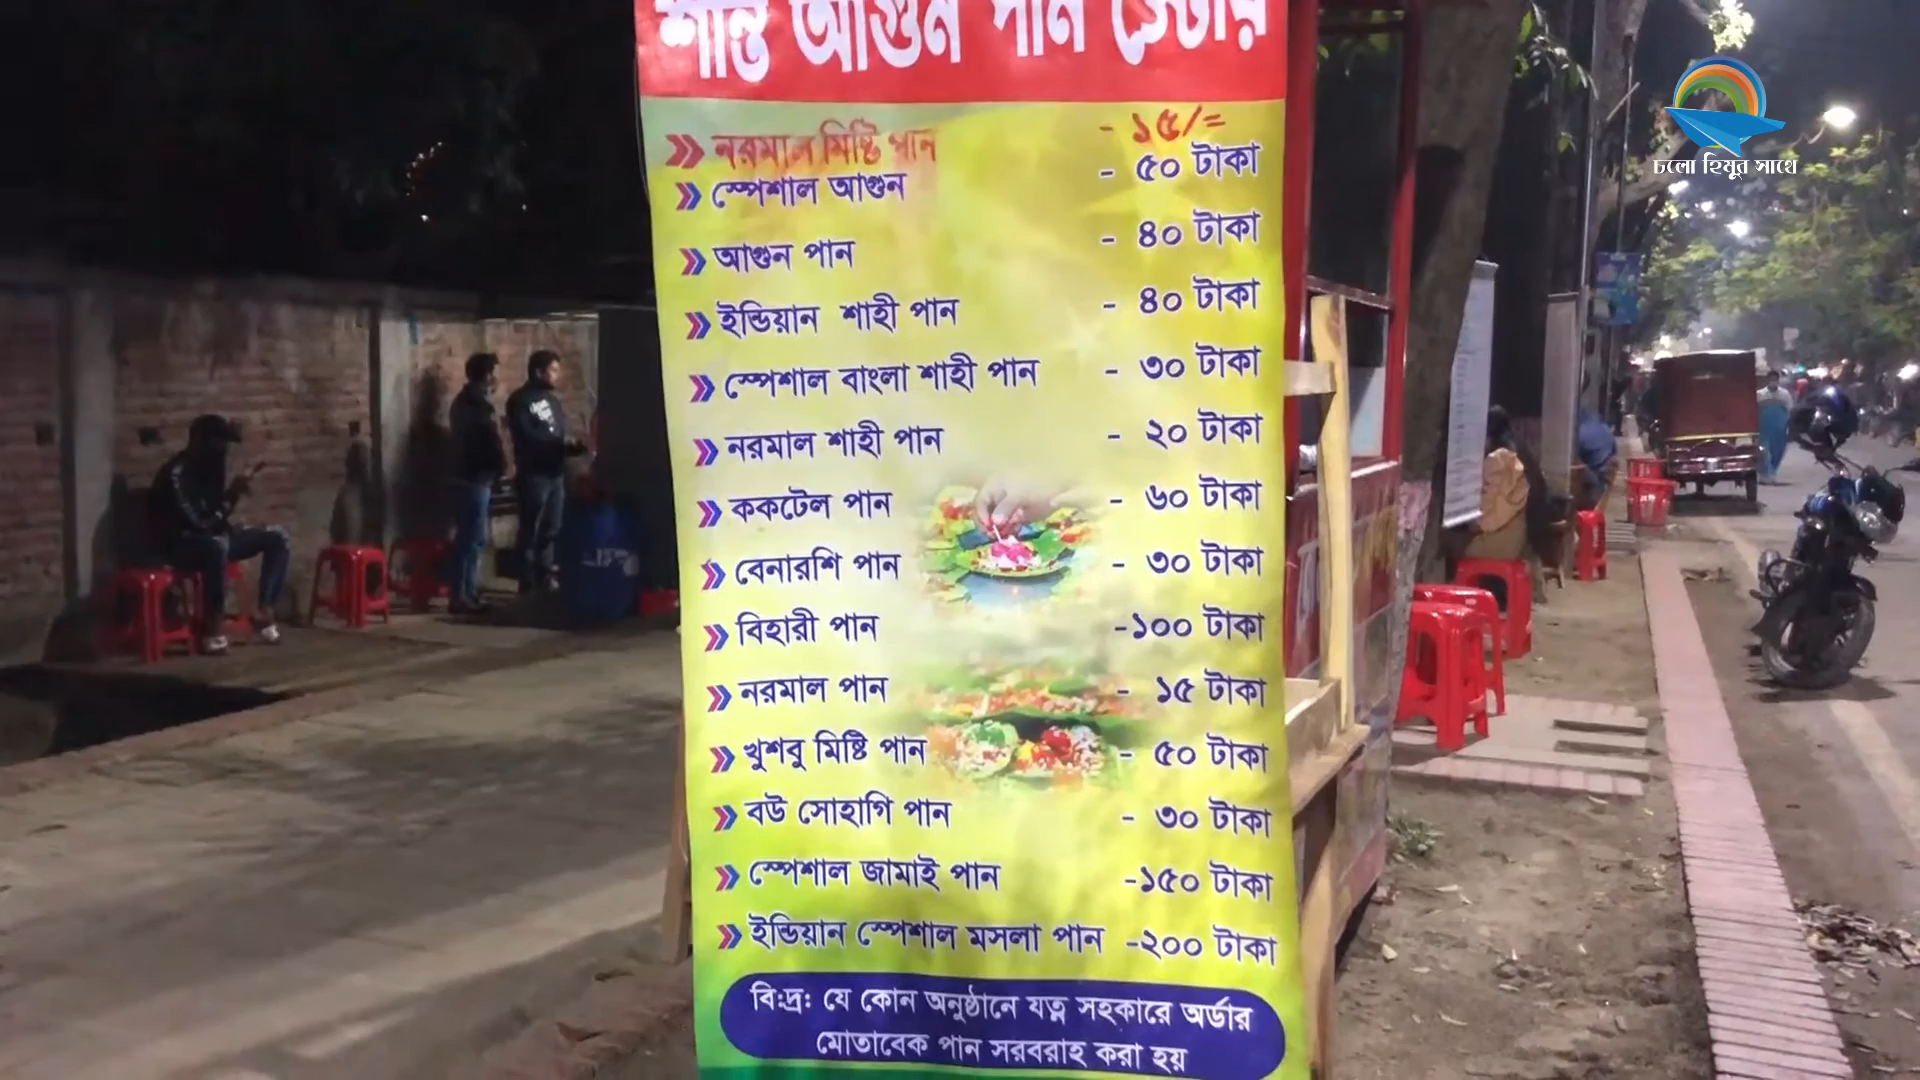 শান্ত আগুন পান স্টোর
নরমাল মিষ্টি পান - ১৫/=
স্পেশাল আগুন - ৫০ টাকা
আগুন পান - ৪০ টাকা
ইন্ডিয়ান শাহী পান - ৪০ টাকা
স্পেশাল বাংলা শাহী পান - ৩০ টাকা
নরমাল শাহী পান - ২০ টাকা
ককটেল পান - ৬০ টাকা
বেনারশি পান - ৩০ টাকা
বিহারী পান -১০০ টাকা
নরমাল পান - ১৫ টাকা
খুশবু মিষ্টি পান - ৫০ টাকা
বউ সোহাগি পান - ৩০ টাকা
স্পেশাল জামাই পান -১৫০ টাকা
ইন্ডিয়ান স্পেশাল মসলা পান -২০০ টাকা
বি:দ্র: যে কোন অনুষ্ঠানে যত্ন সহকারে অর্ডার
মোতাবেক পান সরবরাহ করা হয়
চলো হিমুর সাথে